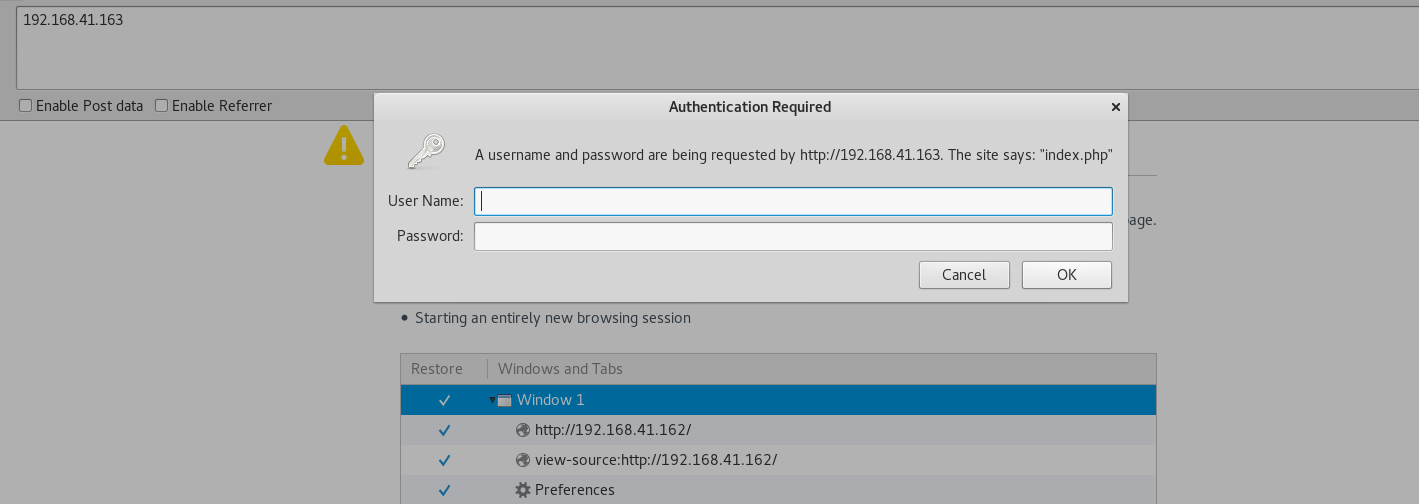 192.168.41.163
Enable Post data Enable Referrer
Authentication Required
A username and password are being requested by http://192.168.41.163. The site says: "index.php"
User Name:
age.
Password:
Cancel OK
• Starting an entirely new browsing session
Restore Windows and Tabs
Window 1
http://192.168.41.162/
view-source:http://192.168.41.162/
Preferences